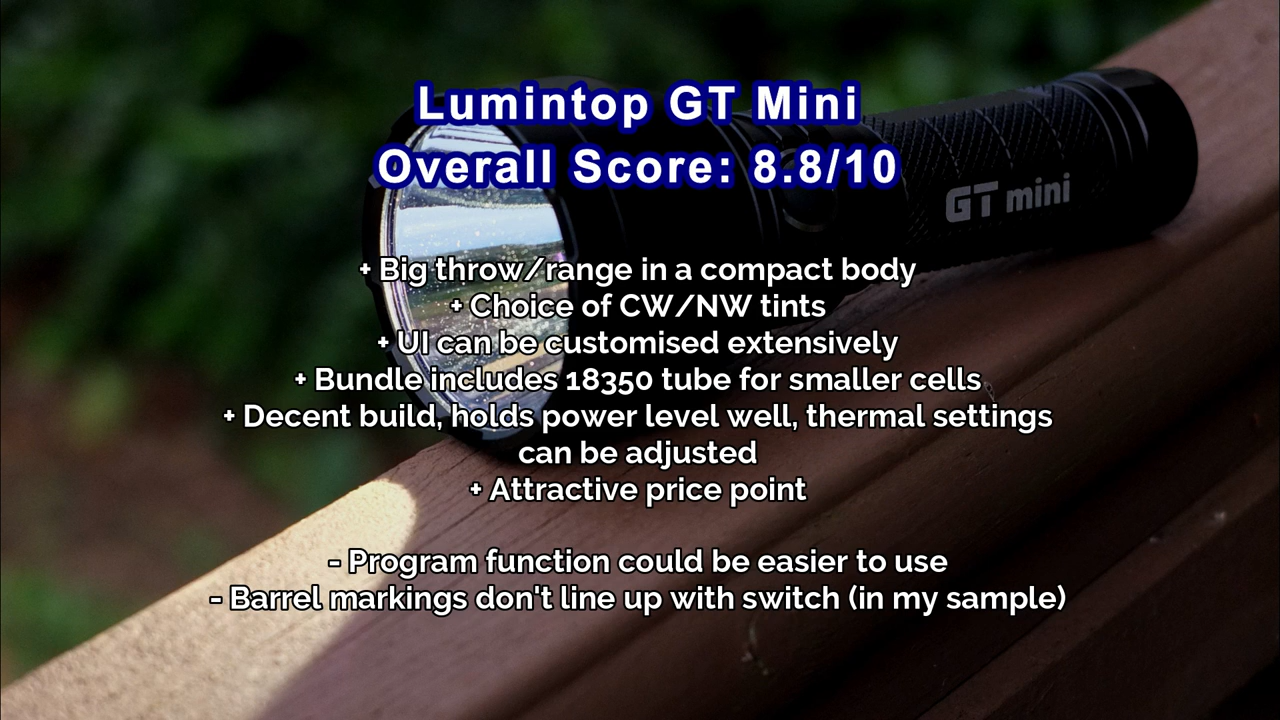 Lumintop GT Mini
Overall Score: 8.8/10
GT mini
+ Big throw/range in a compact body
+ Choice of CW/NW tints
+ UI can be customised extensively
+ Bundle includes 18350 tube for smaller cells
+ Decent build, holds power level well, thermal settings
can be adjusted
+ Attractive price point
- Program function could be easier to use
- Barrel markings don't line up with switch (in my sample)